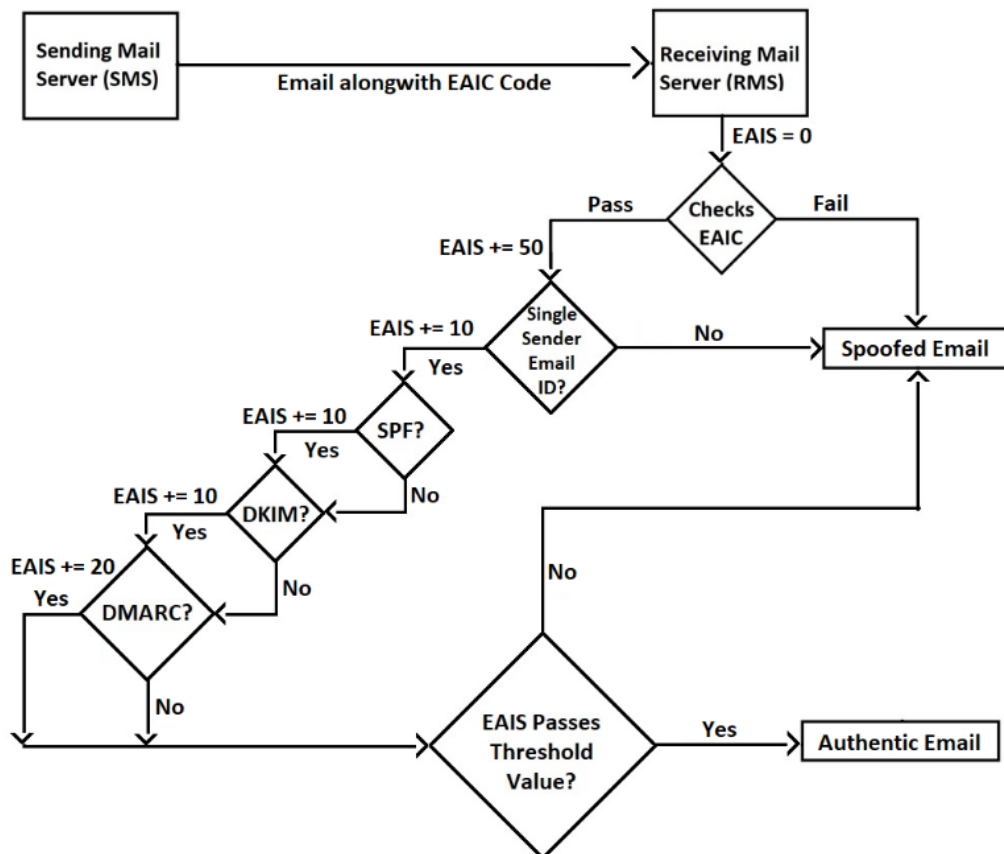 Sending Mail
Server (SMS)
Email alongwith EAIC Code
Receiving Mail
Server (RMS)
EAIS = 0
Checks
EAIC
Pass
Fail
EAIS += 50
Single
Sender
Email
ID?
No
Spoofed Email
EAIS += 10
Yes
SPF?
EAIS += 10
Yes
No
DKIM?
EAIS += 10
Yes
No
DMARC?
EAIS += 20
Yes
No
EAIS Passes
Threshold
Value?
No
Yes
Authentic Email